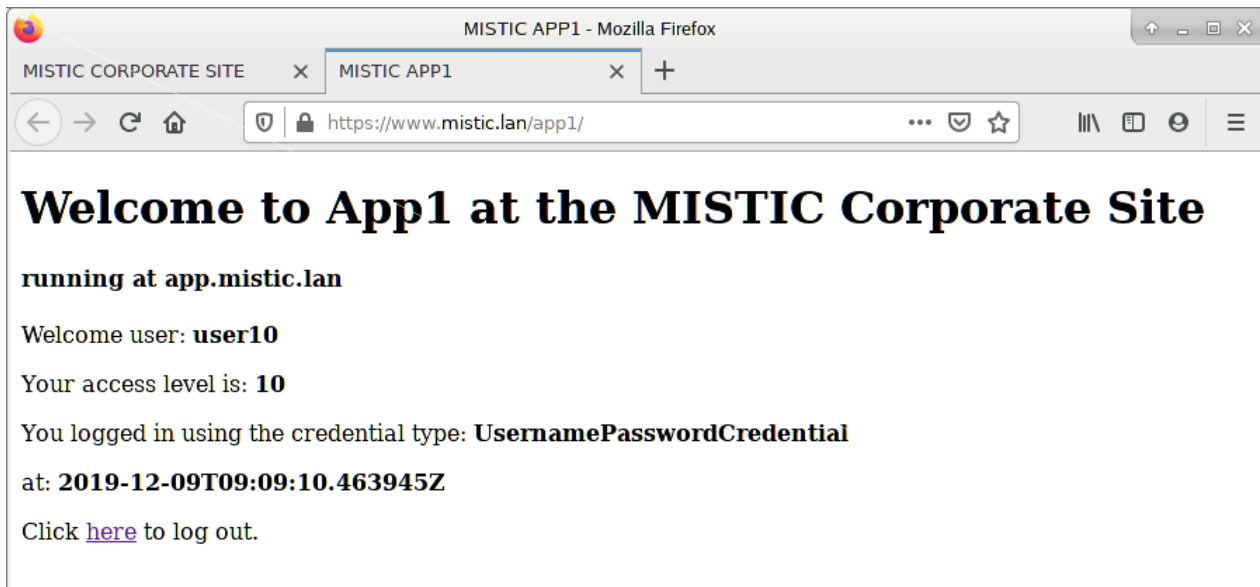 MISTIC APP1 - Mozilla Firefox
MISTIC CORPORATE SITE
MISTIC APP1
https://www.mistic.lan/app1/
Welcome to App1 at the MISTIC Corporate Site
running at app.mistic.lan
Welcome user: user10
Your access level is: 10
You logged in using the credential type: UsernamePasswordCredential
at: 2019-12-09T09:09:10.463945Z
Click here to log out.